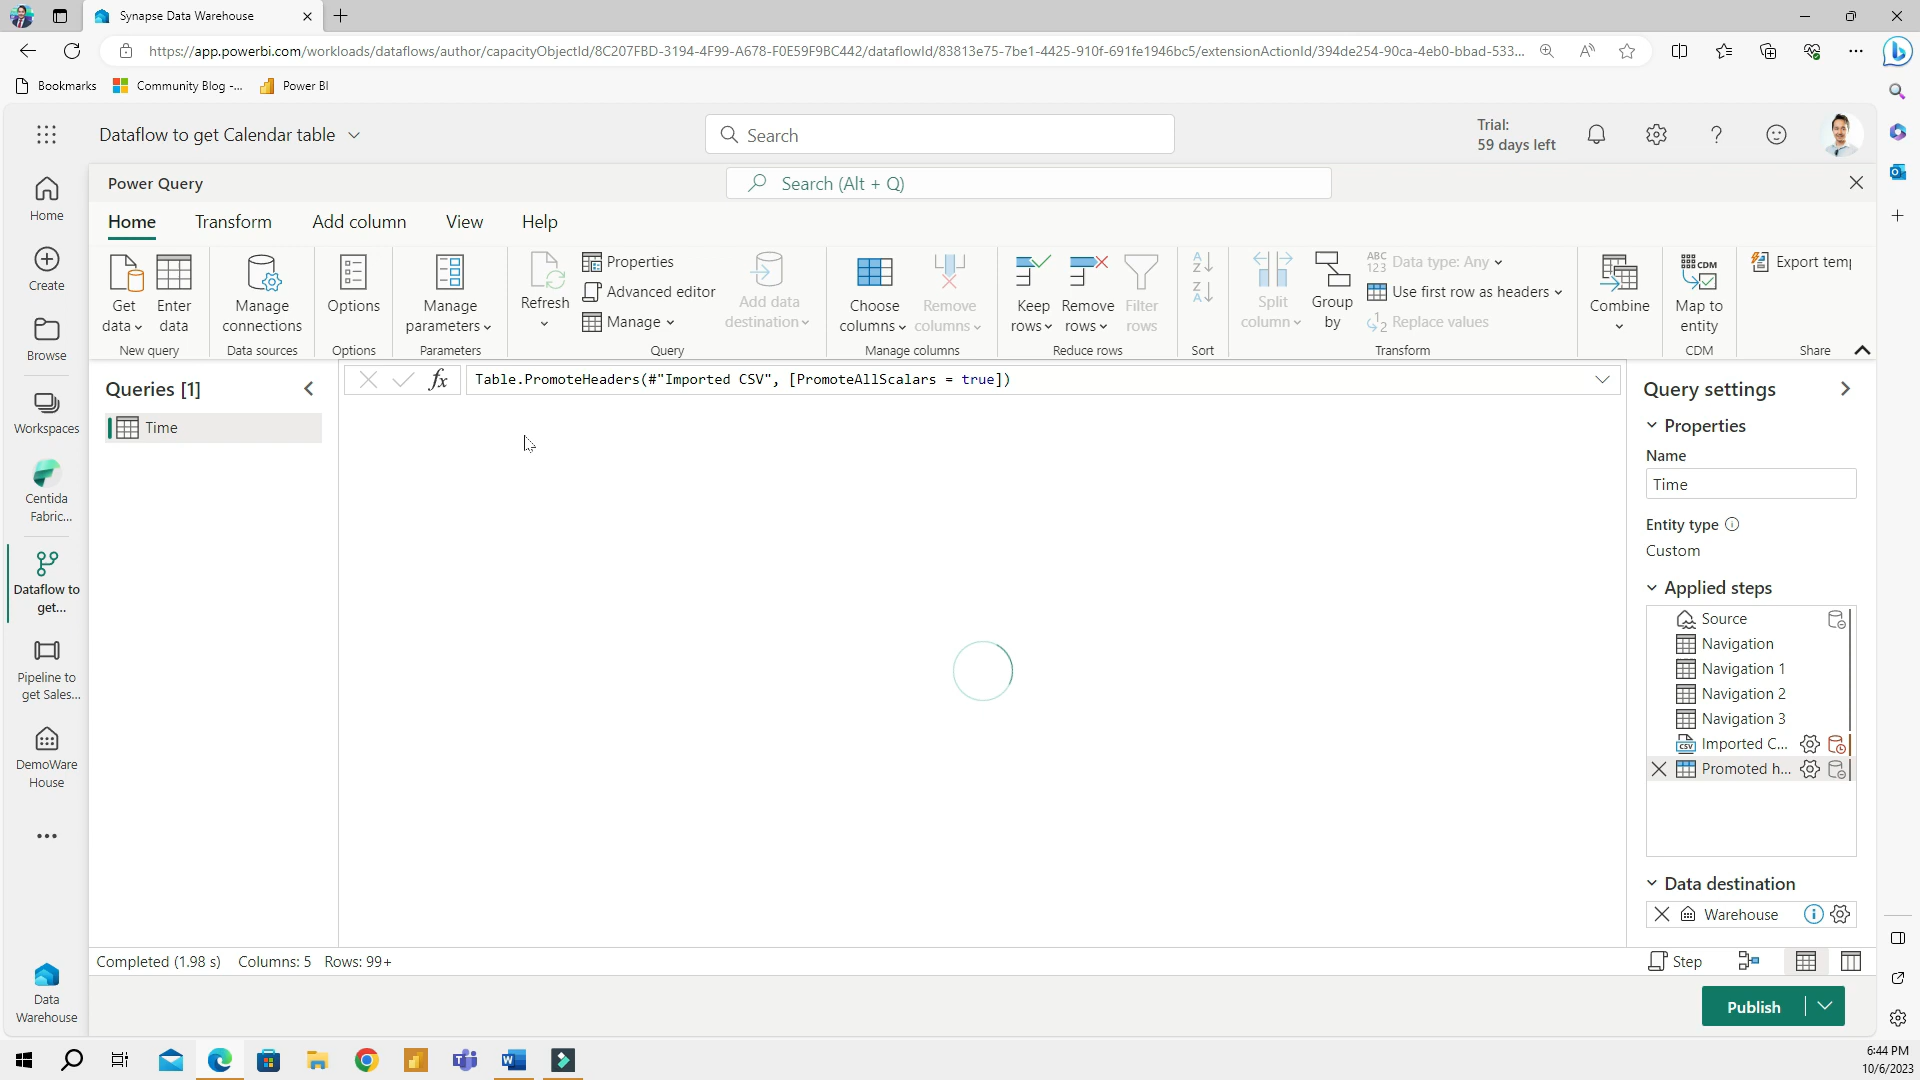 Synapse Data Warehouse
https://app.powerbi.com/workloads/dataflows/author/capacityObjectId/8C207FBD-3194-4F99-A678-F0E59F9BC442/dataflowId/83813e75-7be1-4425-910f-691fe1946bc5/extensionActionId/394de254-90ca-4eb0-bbad-533...
Bookmarks
Community Blog -...
Power BI
Dataflow to get Calendar table
Search
Trial:
59 days left
Power Query
Search (Alt + Q)
Home
Transform
Add column
View
Help
Get
data
Enter
data
New query
Manage
connections
Data sources
Options
Options
Manage
parameters
Parameters
Refresh
Properties
Advanced editor
Manage
Add data
destination
Query
Choose
columns
Remove
columns
Manage columns
Keep
rows
Remove
rows
Filter
rows
Reduce rows
Sort
Split
column
Group
by
Data type: Any
Use first row as headers
Replace values
Transform
Combine
CDM
Map to
entity
CDM
Export temp
Share
Home
Create
Browse
Workspaces
Centida
Fabric...
Dataflow to
get...
Pipeline to
get Sales...
DemoWare
House
Data
Warehouse
Queries [1]
Time
fx
Table.PromoteHeaders(#"Imported CSV", [PromoteAllScalars = true])
Query settings
Properties
Name
Time
Entity type
Custom
Applied steps
Source
Navigation
Navigation 1
Navigation 2
Navigation 3
Imported C...
Promoted h...
Data destination
Warehouse
Completed (1.98 s) Columns: 5 Rows: 99+
Step
Publish
6:44 PM
10/6/2023